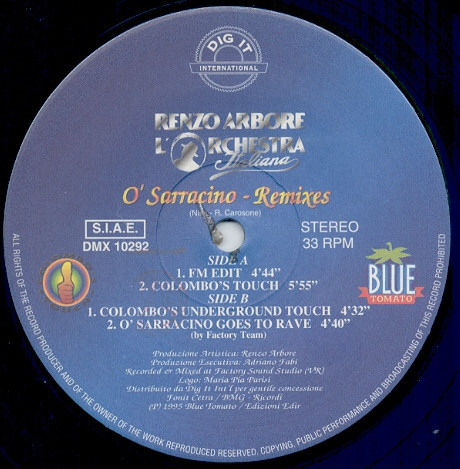 DIG IT
INTERNATIONAL
RENZO ARBORE
L'ORCHESTRA
Italiana
O' Sarracino - Remixes
R. Carosone)
S.I.A.E.
DMX 10292
STEREO
33 RPM
SIDE A
1. FM EDIT 4'44"
2. COLOMBO'S TOUCH 5'55"
SIDE B
1. COLOMBO'S UNDERGROUND TOUCH 4'32"
2. O' SARRACINO GOES TO RAVE 4'40"
(by Factory Team)
BLUE
TOMATO
Produzione Artistica: Renzo Arbore
Produzione Esecutiva: Adriano Fabi
Recorded & Mixed at Factory Sound Studio (VR)
Logo: Maria Pia Parisi
Distribuito da Dig It Int'l per gentile concessione
Fonit Cetra / BMG - Ricordi
(P) 1995 Blue Tomato / Edizioni Edir
ALL RIGHTS OF THE RECORD PRODUCER AND OF THE OWNER OF THE WORK REPRODUCED RESERVED. COPYING, PUBLIC PERFORMANCE AND BROADCASTING OF THIS RECORD PROHIBITED